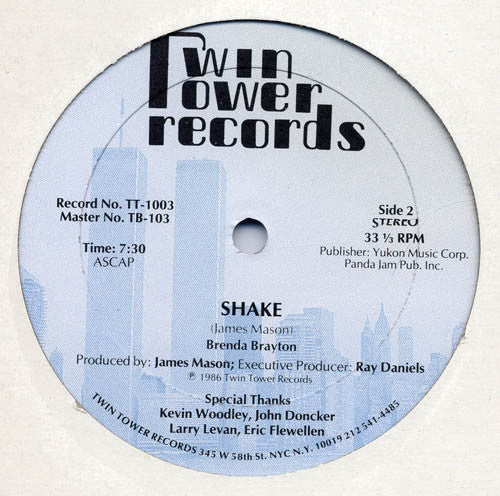 Twin
Tower
records
Record No. TT-1003
Master No. TB-103
Side 2
STEREO
Time: 7:30
ASCAP
33 ⅓ RPM
Publisher: Yukon Music Corp.
Panda Jam Pub. Inc.
SHAKE
(James Mason)
Brenda Brayton
Produced by: James Mason; Executive Producer: Ray Daniels
℗ 1986 Twin Tower Records
Special Thanks
Kevin Woodley, John Doncker
Larry Levan, Eric Flewellen
TWIN TOWER RECORDS 345 W 58th St. NYC N.Y. 10019 212 541-4485